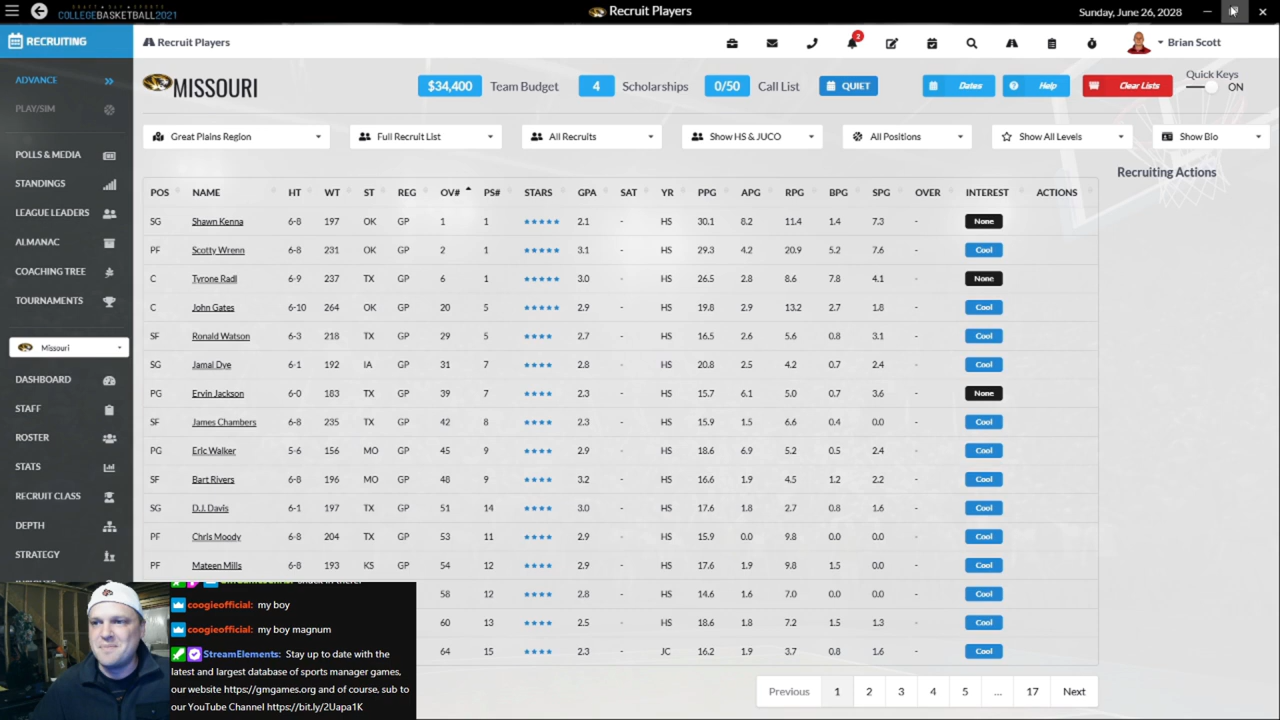 DRAFT DAY SPORTS
COLLEGEBASKETBALL2021
Recruit Players
Sunday, June 26, 2028
RECRUITING
Recruit Players
2
Brian Scott
ADVANCE
PLAY/SIM
POLLS & MEDIA
STANDINGS
LEAGUE LEADERS
ALMANAC
COACHING TREE
TOURNAMENTS
Missouri
DASHBOARD
STAFF
ROSTER
STATS
RECRUIT CLASS
DEPTH
STRATEGY
MISSOURI
$34,400 Team Budget 4 Scholarships 0/50 Call List QUIET Dates Help Clear Lists
Quick Keys
ON
Great Plains Region Full Recruit List All Recruits Show HS & JUCO All Positions Show All Levels Show Bio
Recruiting Actions
POS NAME HT WT ST REG OV# PS# STARS GPA SAT YR PPG APG RPG BPG SPG OVER INTEREST ACTIONS
SG Shawn Kenna 6-8 197 OK GP 1 1 ★★★★★ 2.1 - HS 30.1 8.2 11.4 1.4 7.3 - None
PF Scotty Wrenn 6-8 231 OK GP 2 1 ★★★★★ 3.1 - HS 29.3 4.2 20.9 5.2 7.6 - Cool
C Tyrone Radl 6-9 237 TX GP 6 1 ★★★★★ 3.0 - HS 26.5 2.8 8.6 7.8 4.1 - None
C John Gates 6-10 264 OK GP 20 5 ★★★★★ 2.9 - HS 19.8 2.9 13.2 2.7 1.8 - Cool
SF Ronald Watson 6-3 218 TX GP 29 5 ★★★★ 2.7 - HS 16.5 2.6 5.6 0.8 3.1 - Cool
SG Jamal Dye 6-1 192 IA GP 31 7 ★★★★ 2.8 - HS 20.8 2.5 4.2 0.7 2.4 - Cool
PG Ervin Jackson 6-0 183 TX GP 39 7 ★★★★ 2.3 - HS 15.7 6.1 5.0 0.7 3.6 - None
SF James Chambers 6-8 235 TX GP 42 8 ★★★★ 2.3 - HS 15.9 1.5 6.6 0.4 0.0 - Cool
PG Eric Walker 5-6 156 MO GP 45 9 ★★★★ 2.9 - HS 18.6 6.9 5.2 0.5 2.4 - Cool
SF Bart Rivers 6-8 196 MO GP 48 9 ★★★★ 3.2 - HS 16.6 1.9 4.5 1.2 2.2 - Cool
SG D.J. Davis 6-1 197 TX GP 51 14 ★★★★ 3.0 - HS 17.6 1.8 2.7 0.8 1.6 - Cool
PF Chris Moody 6-8 204 TX GP 53 11 ★★★★ 2.9 - HS 15.9 0.0 9.8 0.0 0.0 - Cool
PF Mateen Mills 6-8 193 KS GP 54 12 ★★★★ 2.9 - HS 17.6 1.9 9.8 1.5 0.0 - Cool
58 12 ★★★★ 2.8 - HS 14.6 1.6 7.0 0.0 0.0 - Cool
60 13 ★★★★ 2.5 - HS 18.6 1.8 7.2 1.5 0.6 - Cool
64 15 ★★★★ 2.3 - JC 16.2 1.9 3.7 0.8 3.6 - Cool
coogieofficial: my boy
coogieofficial: my boy magnum
StreamElements: Stay up to date with the
latest and largest database of sports manager games,
our website https://gmgames.org and of course, sub to
our YouTube Channel https://bit.ly/2Uapa1K
Previous 1 2 3 4 5 ... 17 Next